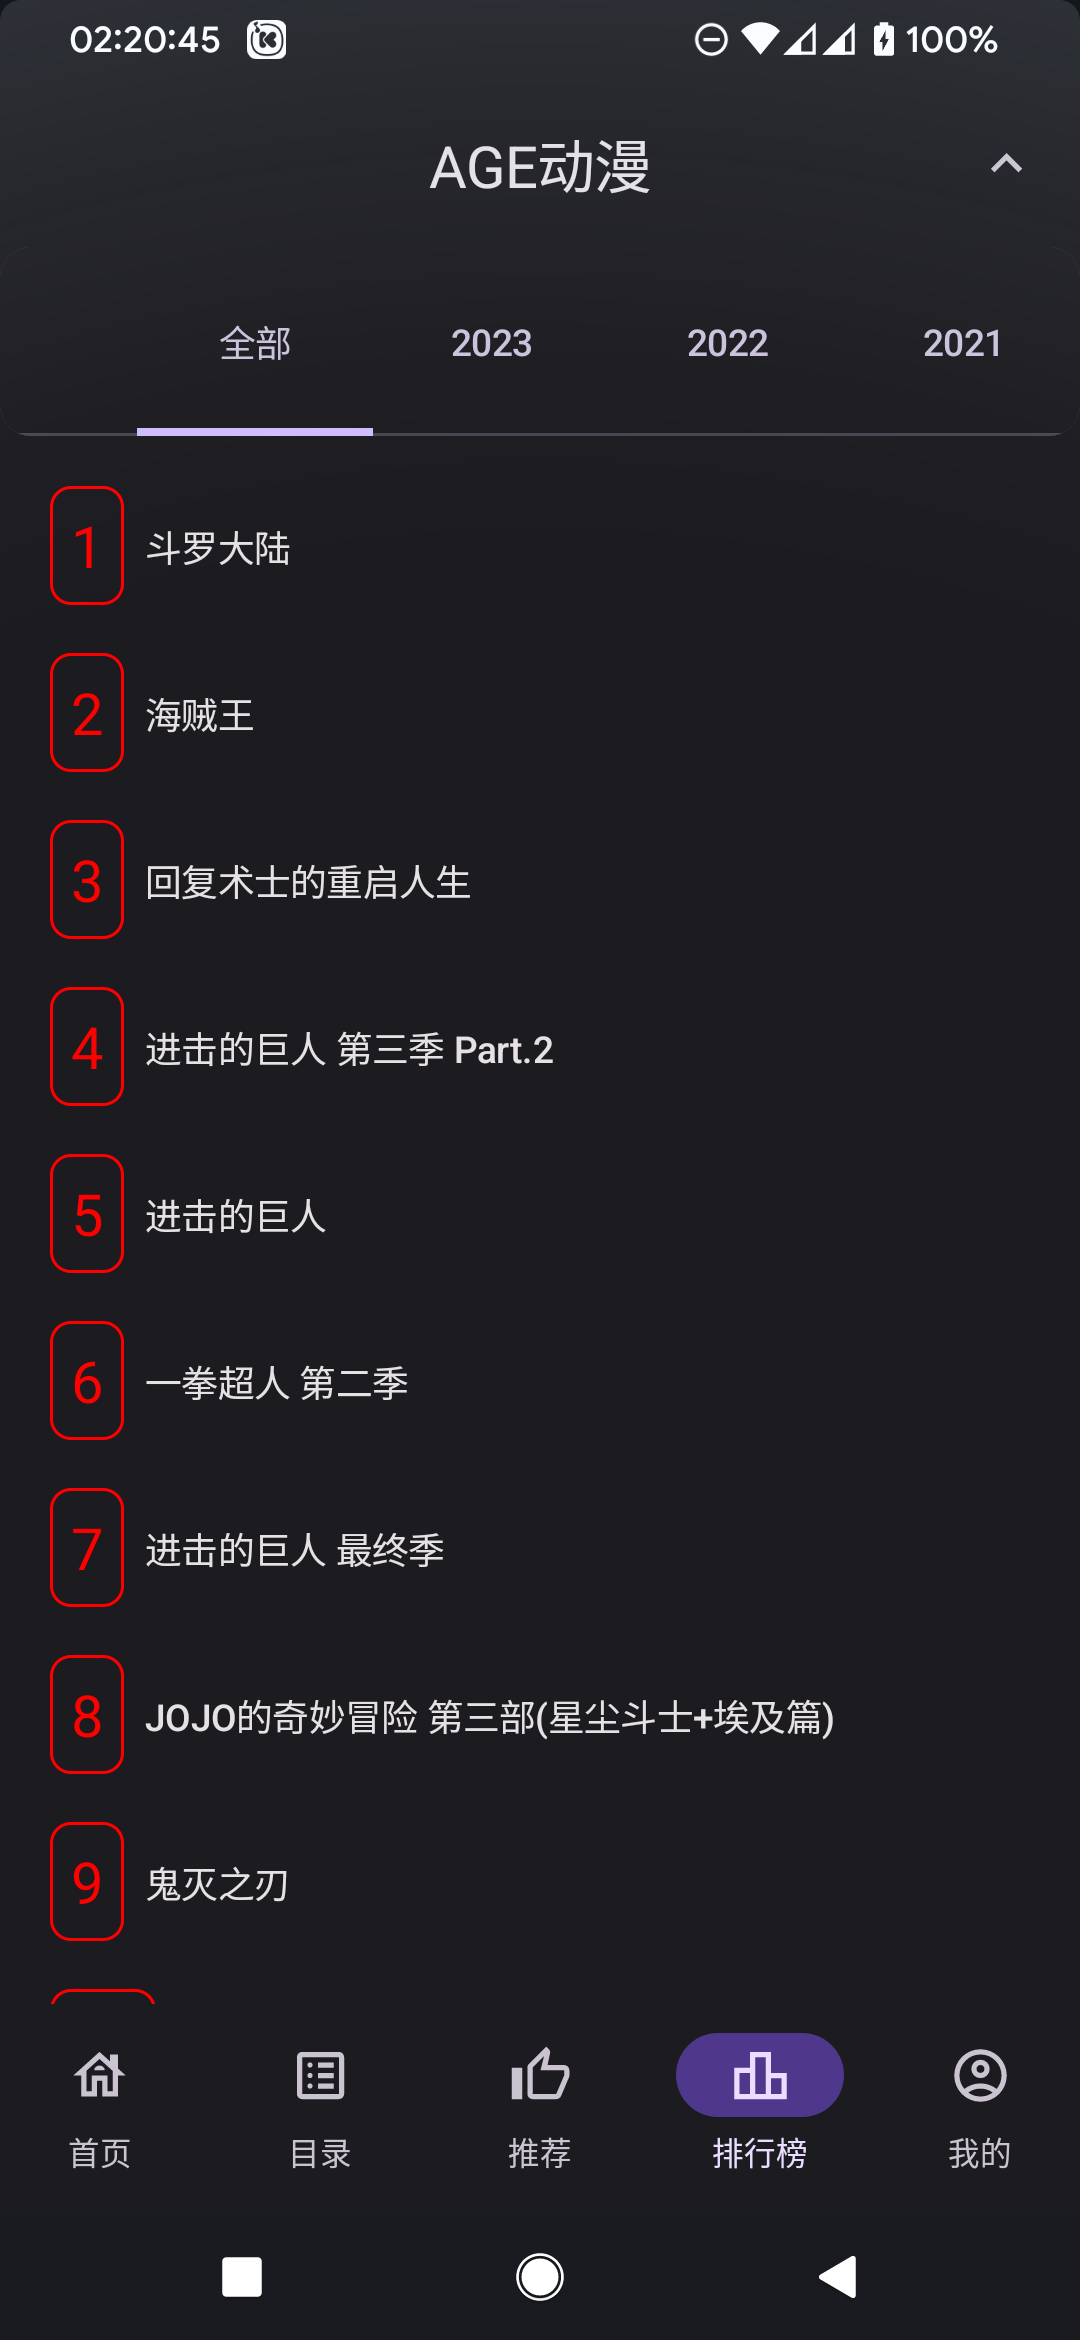 02:20:45 100%
AGE动漫
全部 2023 2022 2021
1 斗罗大陆
2 海贼王
3 回复术士的重启人生
4 进击的巨人 第三季 Part.2
5 进击的巨人
6 一拳超人 第二季
7 进击的巨人 最终季
8 JOJO的奇妙冒险 第三部(星尘斗士+埃及篇)
9 鬼灭之刃
首页 目录 推荐 排行榜 我的